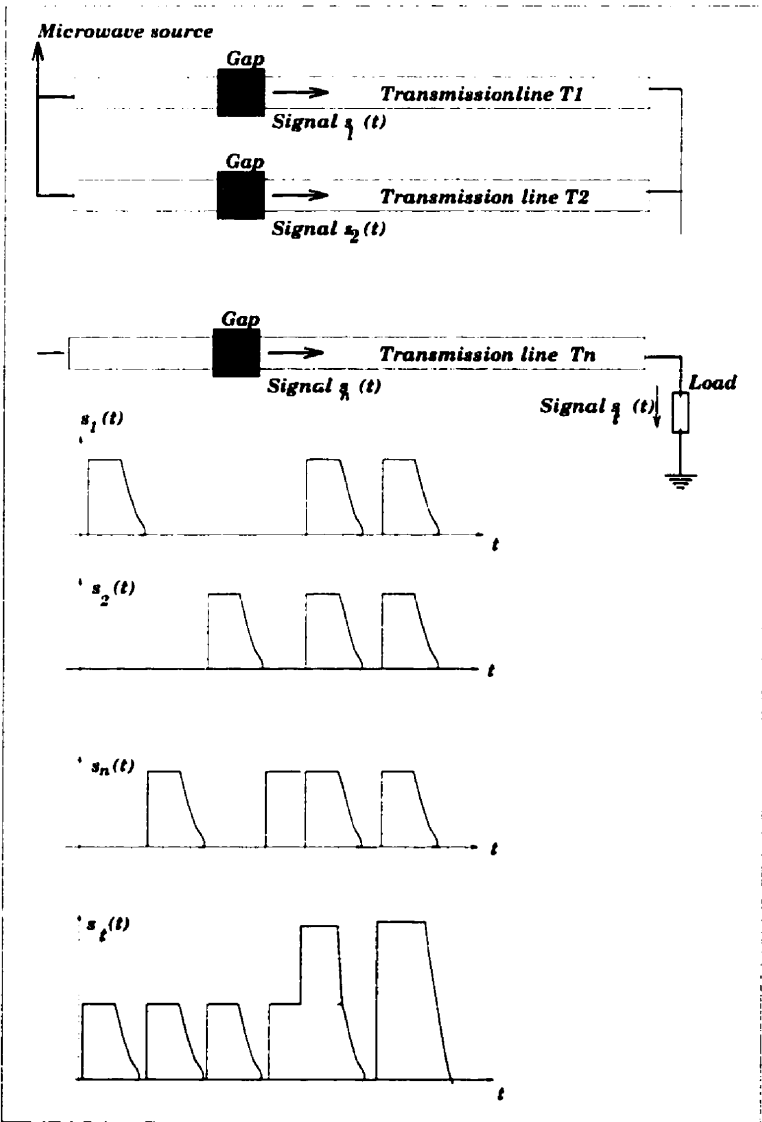 Microwave source
Gap
Transmissionline T1
Signal s1(t)
Gap
Transmission line T2
Signal s2(t)
Gap
Transmission line Tn
Signal sn(t)
Load
Signal st(t)
s1(t)
t
s2(t)
t
sn(t)
t
st(t)
t